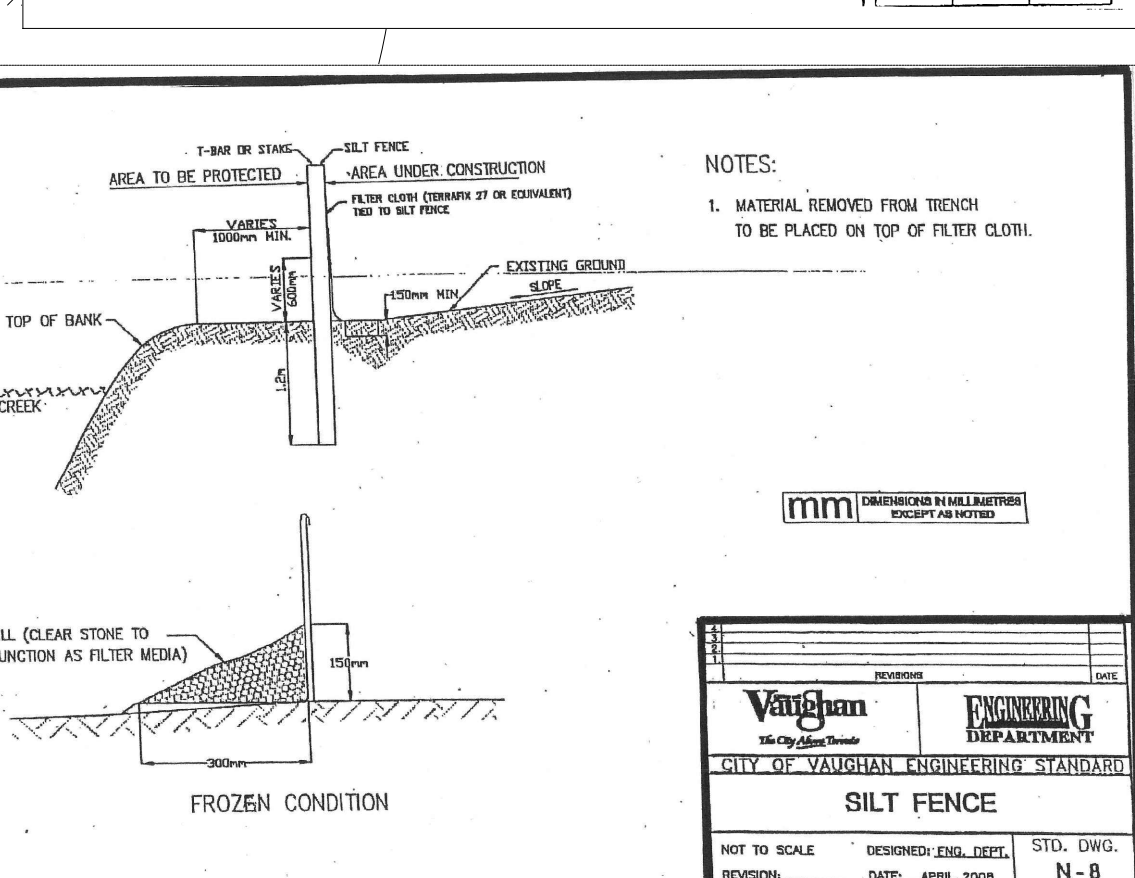 T-BAR OR STAKE
SILT FENCE
AREA TO BE PROTECTED
AREA UNDER CONSTRUCTION
FILTER CLOTH (TERRAFIX 27 OR EQUIVALENT)
TIED TO SILT FENCE
VARIES
1000mm MIN.
VARIES
600mm
EXISTING GROUND
SLOPE
150mm MIN.
TOP OF BANK
1.2m
CREEK
NOTES:
1. MATERIAL REMOVED FROM TRENCH
TO BE PLACED ON TOP OF FILTER CLOTH.
mm
DIMENSIONS IN MILLIMETRES
EXCEPT AS NOTED
LL (CLEAR STONE TO
UNCTION AS FILTER MEDIA)
150mm
300mm
FROZEN CONDITION
4.
3.
2.
1.
REVISIONS
DATE
Vaughan
The City Above Toronto
ENGINEERING
DEPARTMENT
CITY OF VAUGHAN ENGINEERING STANDARD
SILT FENCE
NOT TO SCALE
DESIGNED: ENG. DEPT.
STD. DWG.
REVISION:
DATE: APRIL 2008
N-8